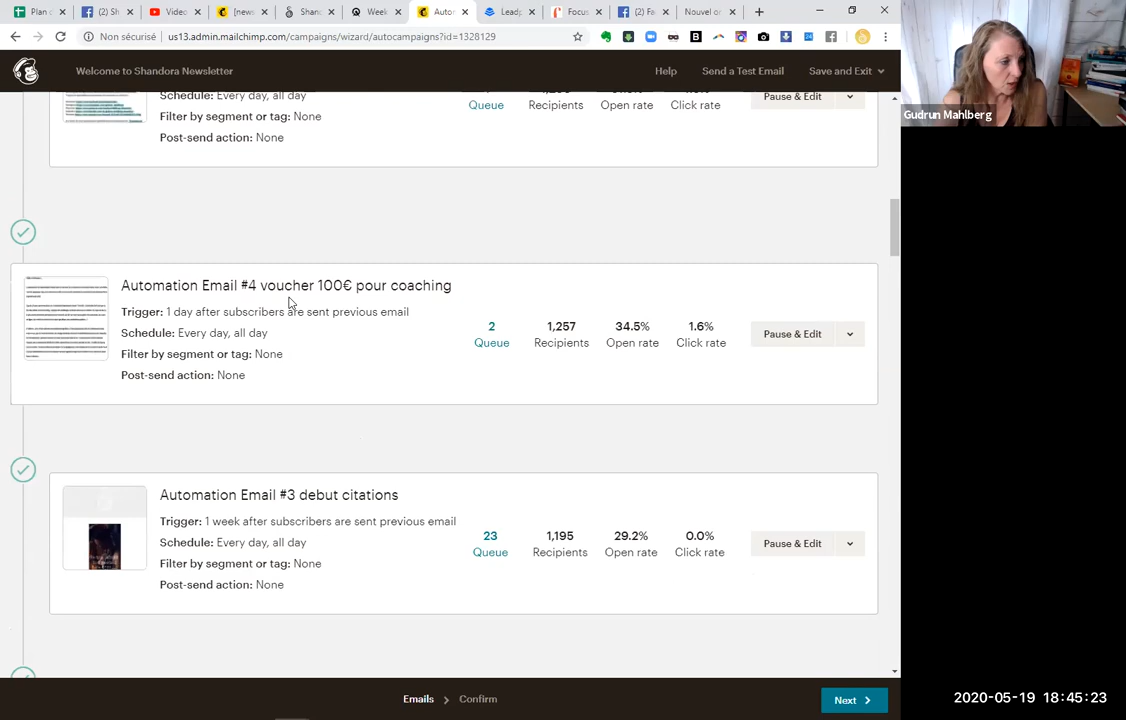 Plan c
(2) Sh
Video
[news
Shand
Week
Autor
Leadp
Focus
(2) Fa
Nouvel or
Non sécurisé
us13.admin.mailchimp.com/campaigns/wizard/autocampaigns?id=1328129
Welcome to Shandora Newsletter
Help
Send a Test Email
Save and Exit
Gudrun Mahlberg
Schedule: Every day, all day
Filter by segment or tag: None
Post-send action: None
Queue
Recipients
Open rate
Click rate
Pause & Edit
Automation Email #4 voucher 100€ pour coaching
Trigger: 1 day after subscribers are sent previous email
Schedule: Every day, all day
Filter by segment or tag: None
Post-send action: None
2
Queue
1,257
Recipients
34.5%
Open rate
1.6%
Click rate
Pause & Edit
Automation Email #3 debut citations
Trigger: 1 week after subscribers are sent previous email
Schedule: Every day, all day
Filter by segment or tag: None
Post-send action: None
23
Queue
1,195
Recipients
29.2%
Open rate
0.0%
Click rate
Pause & Edit
Emails
Confirm
Next
2020-05-19 18:45:23